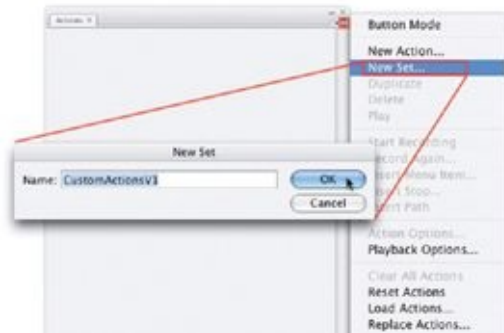 Actions
Button Mode
New Action...
New Set...
Duplicate
Delete
Play
Start Recording
Record Again...
Insert Menu Item...
Insert Stop...
Insert Path
Action Options...
Playback Options...
Clear All Actions
Reset Actions
Load Actions...
Replace Actions...
New Set
Name: CustomActionsV1
OK
Cancel